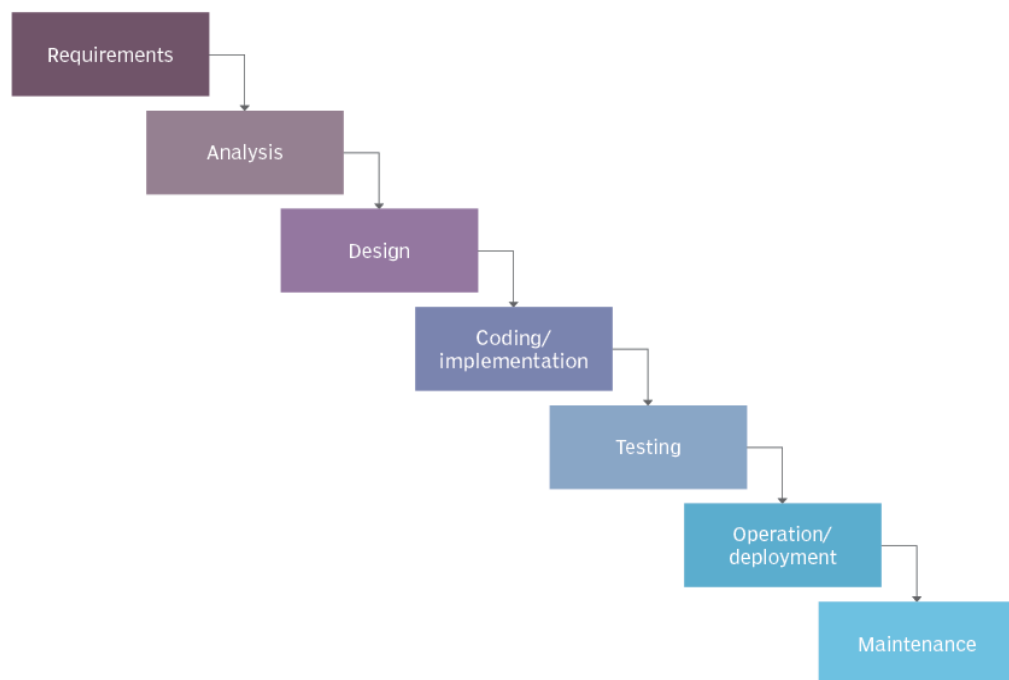 Requirements
Analysis
Design
Coding/
implementation
Testing
Operation/
deployment
Maintenance